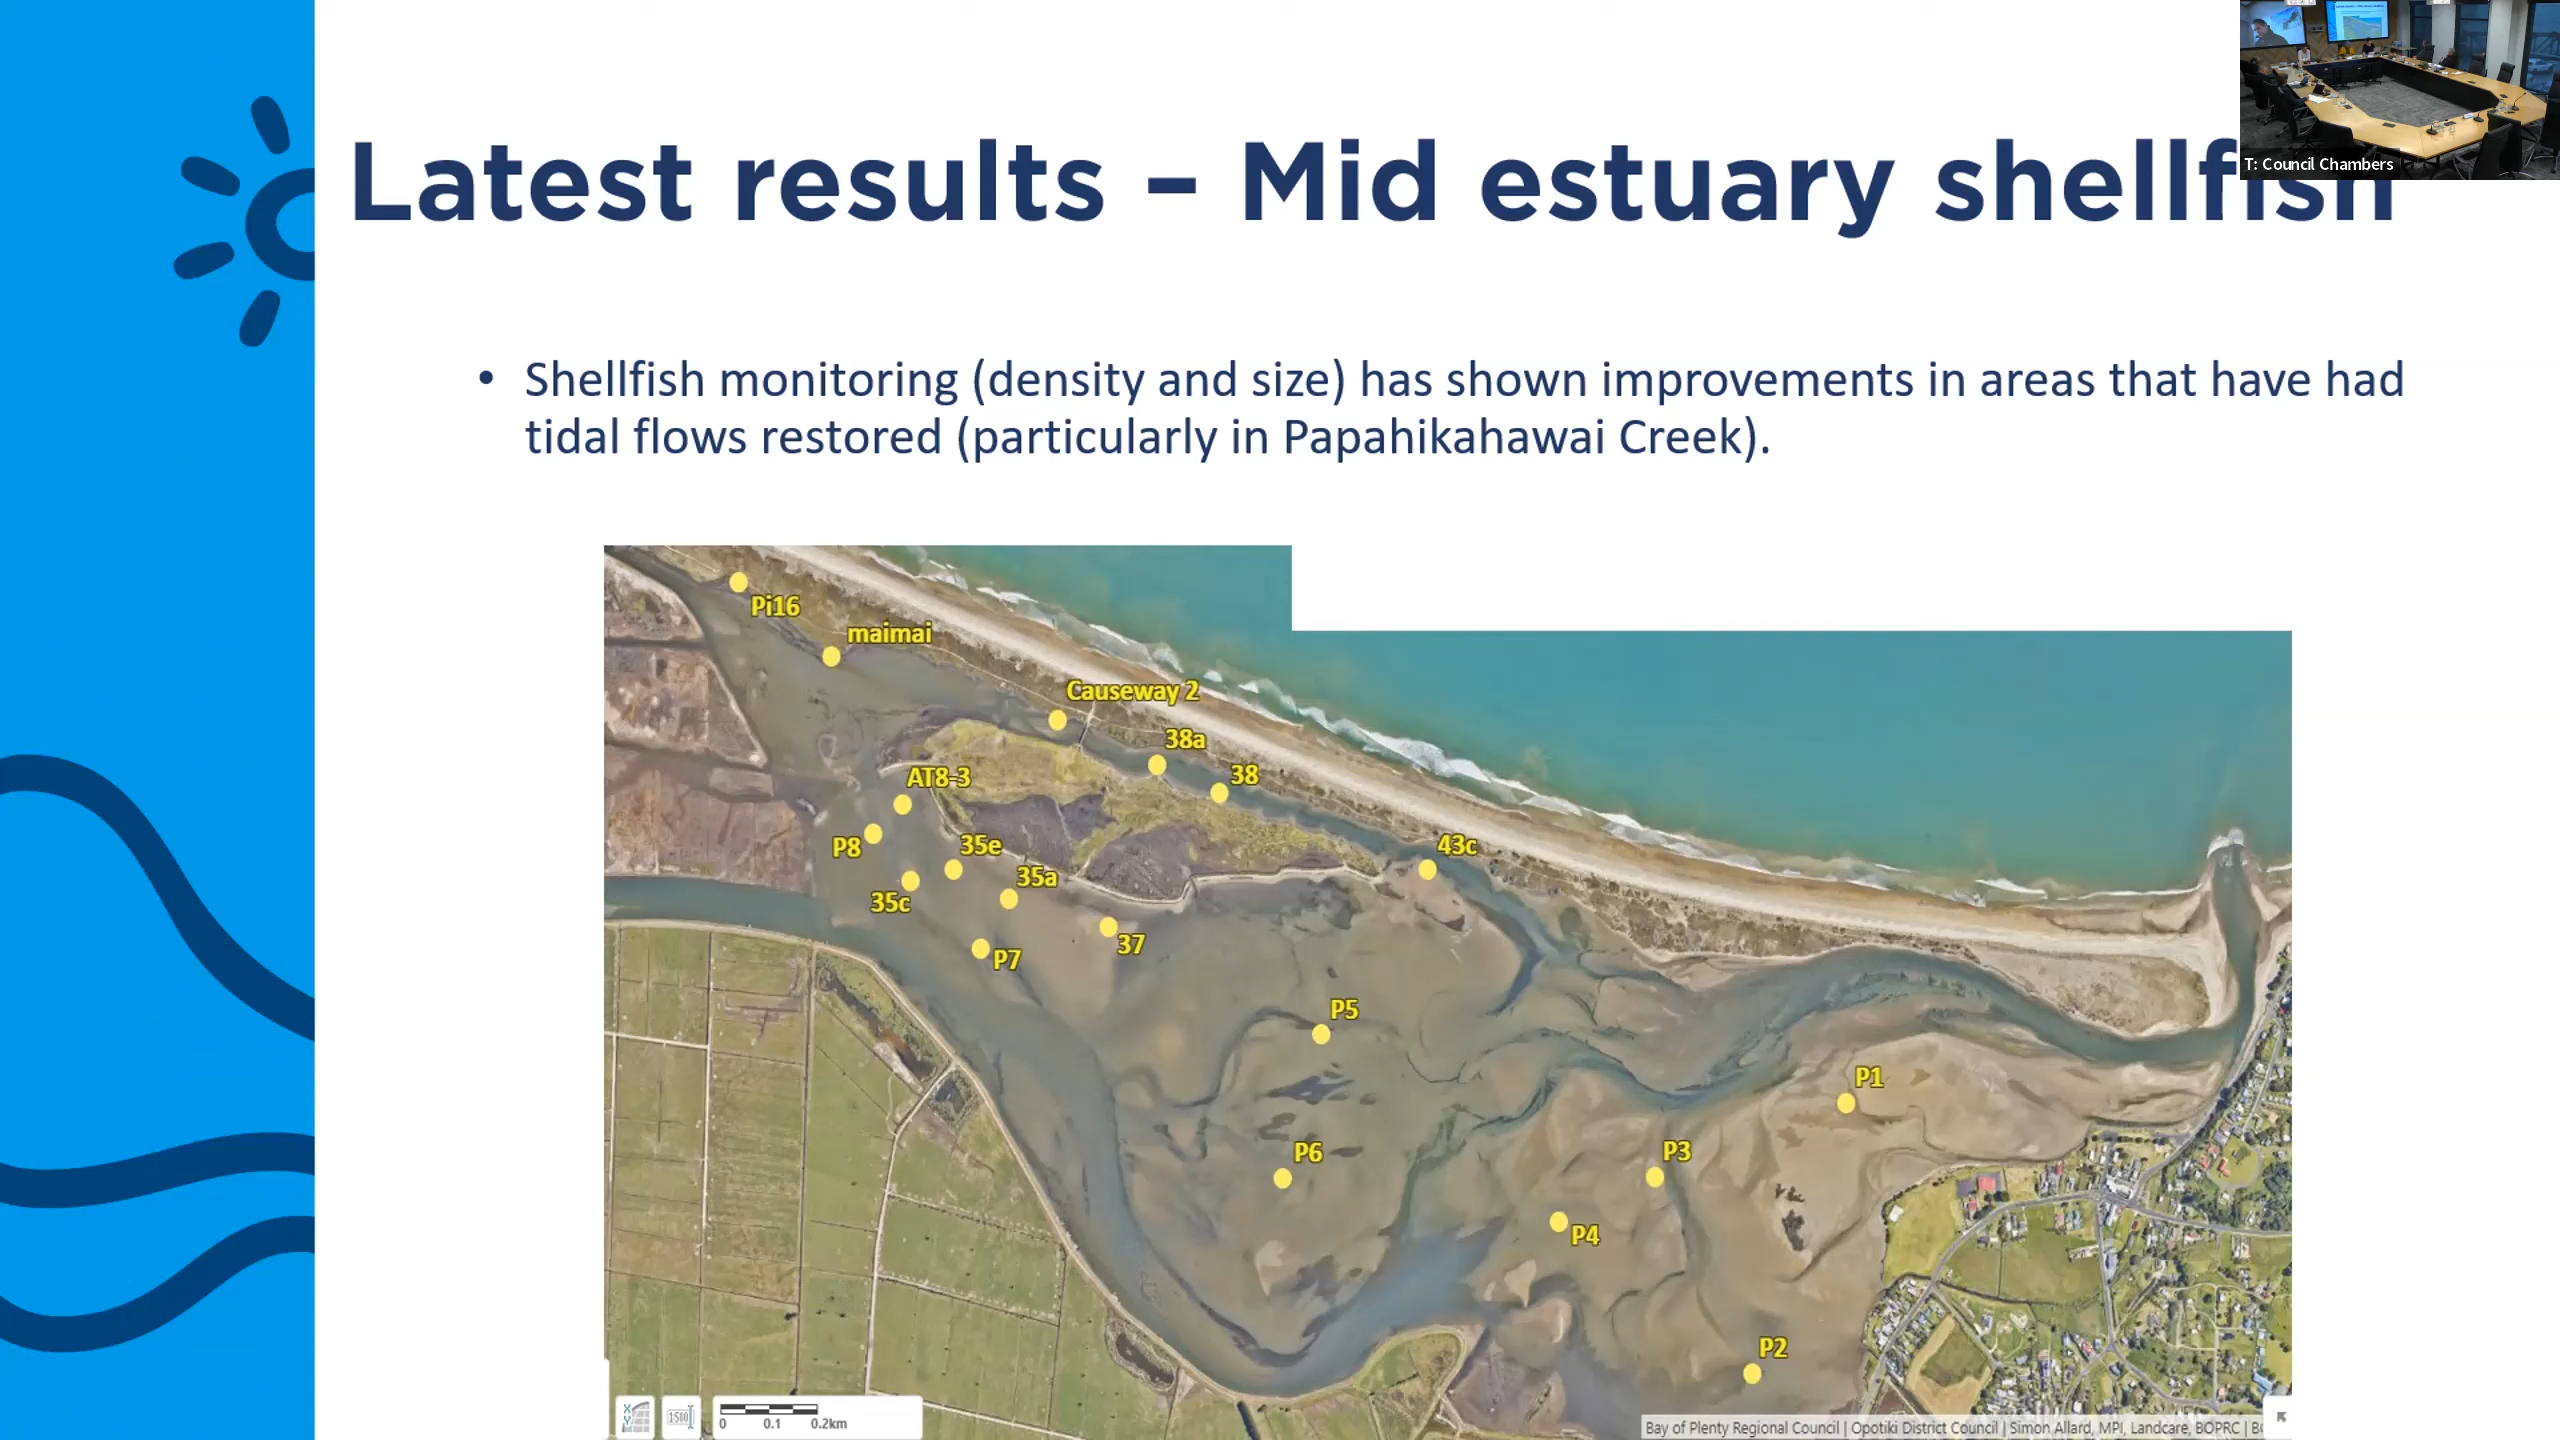 T: Council Chambers
Latest results – Mid estuary shellfish
• Shellfish monitoring (density and size) has shown improvements in areas that have had
tidal flows restored (particularly in Papahikahawai Creek).
Pi16
maimai
Causeway 2
38a
38
AT8-3
P8
35e
43c
35a
35c
37
P7
P5
P1
P6
P3
P4
P2
0 0.1 0.2km
Bay of Plenty Regional Council | Opotiki District Council | Simon Allard, MPI, Landcare, BOPRC |